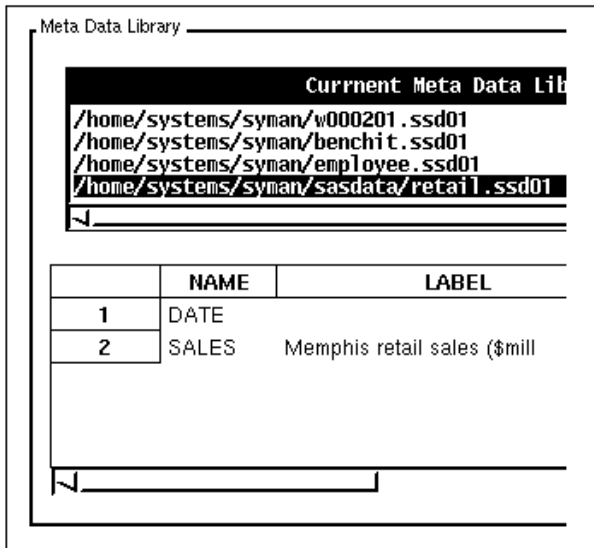 Meta Data Library
Currnent Meta Data Lib
/home/systems/syman/w000201.ssd01
/home/systems/syman/benchit.ssd01
/home/systems/syman/employee.ssd01
/home/systems/syman/sasdata/retail.ssd01
NAME LABEL
1 DATE
2 SALES Memphis retail sales ($mill